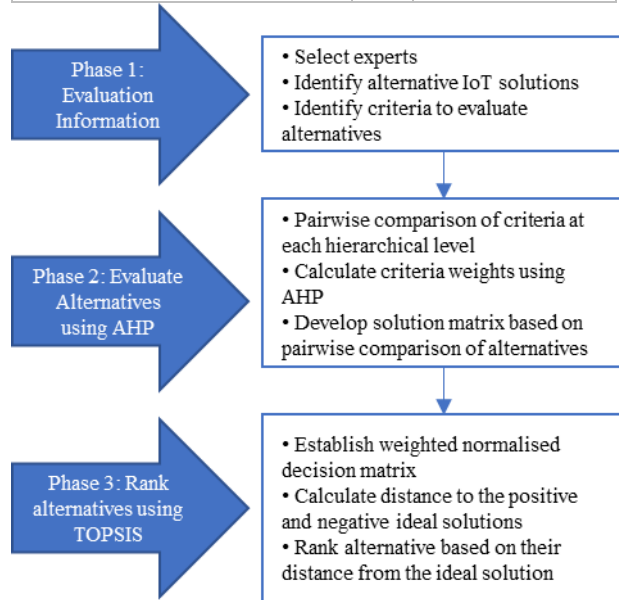 Phase 1:
Evaluation
Information
• Select experts
• Identify alternative IoT solutions
• Identify criteria to evaluate
alternatives
Phase 2: Evaluate
Alternatives
using AHP
• Pairwise comparison of criteria at
each hierarchical level
• Calculate criteria weights using
AHP
• Develop solution matrix based on
pairwise comparison of alternatives
Phase 3: Rank
alternatives using
TOPSIS
• Establish weighted normalised
decision matrix
• Calculate distance to the positive
and negative ideal solutions
• Rank alternative based on their
distance from the ideal solution